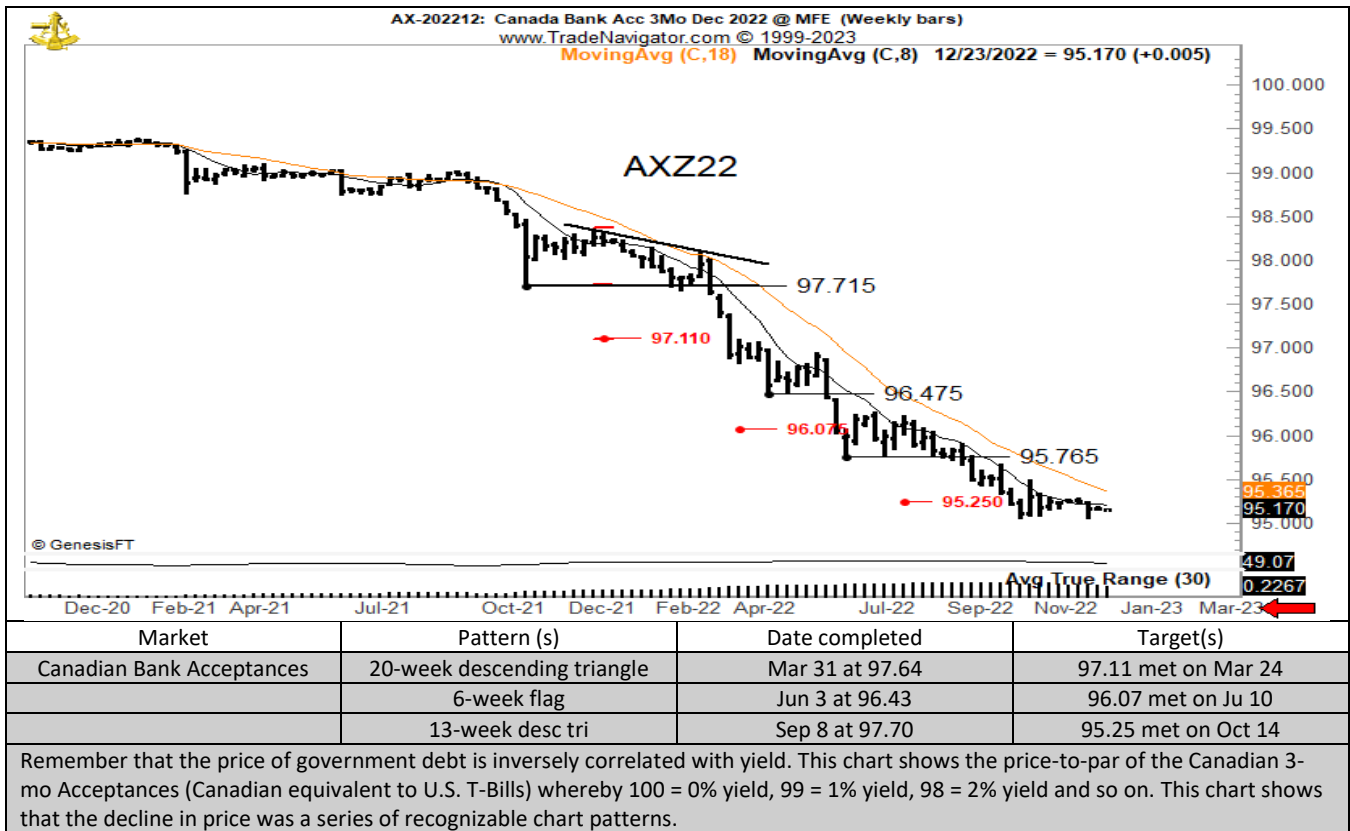 AX-202212: Canada Bank Acc 3Mo Dec 2022 @ MFE (Weekly bars)
www.TradeNavigator.com © 1999-2023
MovingAvg (C,18) MovingAvg (C,8) 12/23/2022 = 95.170 (+0.005)
100.000
99.500
99.000
98.500
98.000
97.500
97.000
96.500
96.000
95.500
95.365
95.170
95.000
AXZ22
97.715
97.110
96.475
96.075
95.765
95.250
© GenesisFT
49.07
Avg True Range (30)
0.2267
Dec-20 Feb-21 Apr-21 Jul-21 Oct-21 Dec-21 Feb-22 Apr-22 Jul-22 Sep-22 Nov-22 Jan-23 Mar-23
Market Pattern (s) Date completed Target(s)
Canadian Bank Acceptances 20-week descending triangle Mar 31 at 97.64 97.11 met on Mar 24
6-week flag Jun 3 at 96.43 96.07 met on Ju 10
13-week desc tri Sep 8 at 97.70 95.25 met on Oct 14
Remember that the price of government debt is inversely correlated with yield. This chart shows the price-to-par of the Canadian 3-
mo Acceptances (Canadian equivalent to U.S. T-Bills) whereby 100 = 0% yield, 99 = 1% yield, 98 = 2% yield and so on. This chart shows
that the decline in price was a series of recognizable chart patterns.